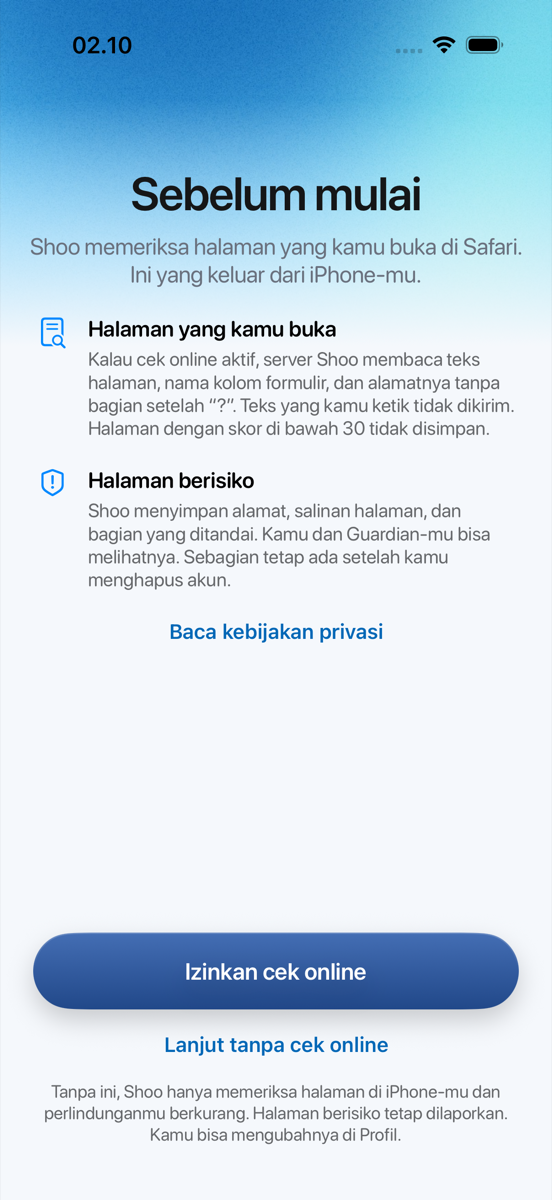 02.10
Sebelum mulai
Shoo memeriksa halaman yang kamu buka di Safari.
Ini yang keluar dari iPhone-mu.
Halaman yang kamu buka
Kalau cek online aktif, server Shoo membaca teks
halaman, nama kolom formulir, dan alamatnya tanpa
bagian setelah “?”. Teks yang kamu ketik tidak dikirim.
Halaman dengan skor di bawah 30 tidak disimpan.
Halaman berisiko
Shoo menyimpan alamat, salinan halaman, dan
bagian yang ditandai. Kamu dan Guardian-mu bisa
melihatnya. Sebagian tetap ada setelah kamu
menghapus akun.
Baca kebijakan privasi
Izinkan cek online
Lanjut tanpa cek online
Tanpa ini, Shoo hanya memeriksa halaman di iPhone-mu dan
perlindunganmu berkurang. Halaman berisiko tetap dilaporkan.
Kamu bisa mengubahnya di Profil.